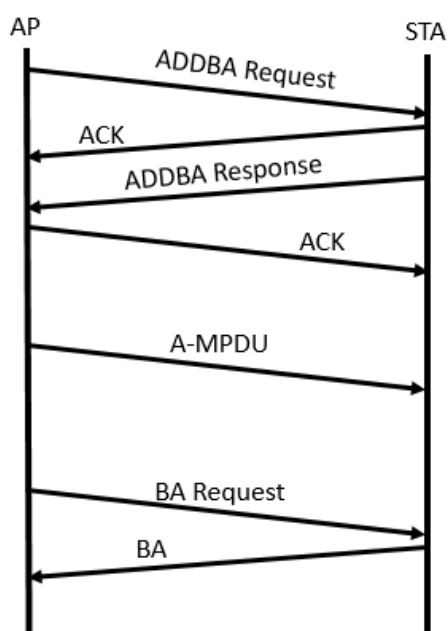 AP
STA
ADDBA Request
ACK
ADDBA Response
ACK
A-MPDU
BA Request
BA